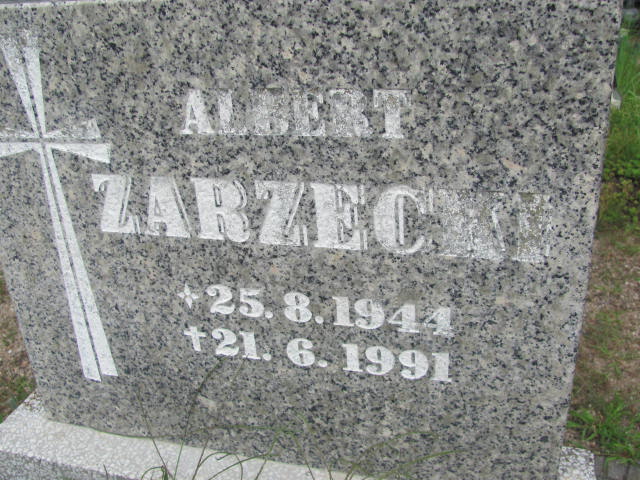 ALBERT
ZARZECKI
* 25. 8. 1944
✝ 21. 6. 1991